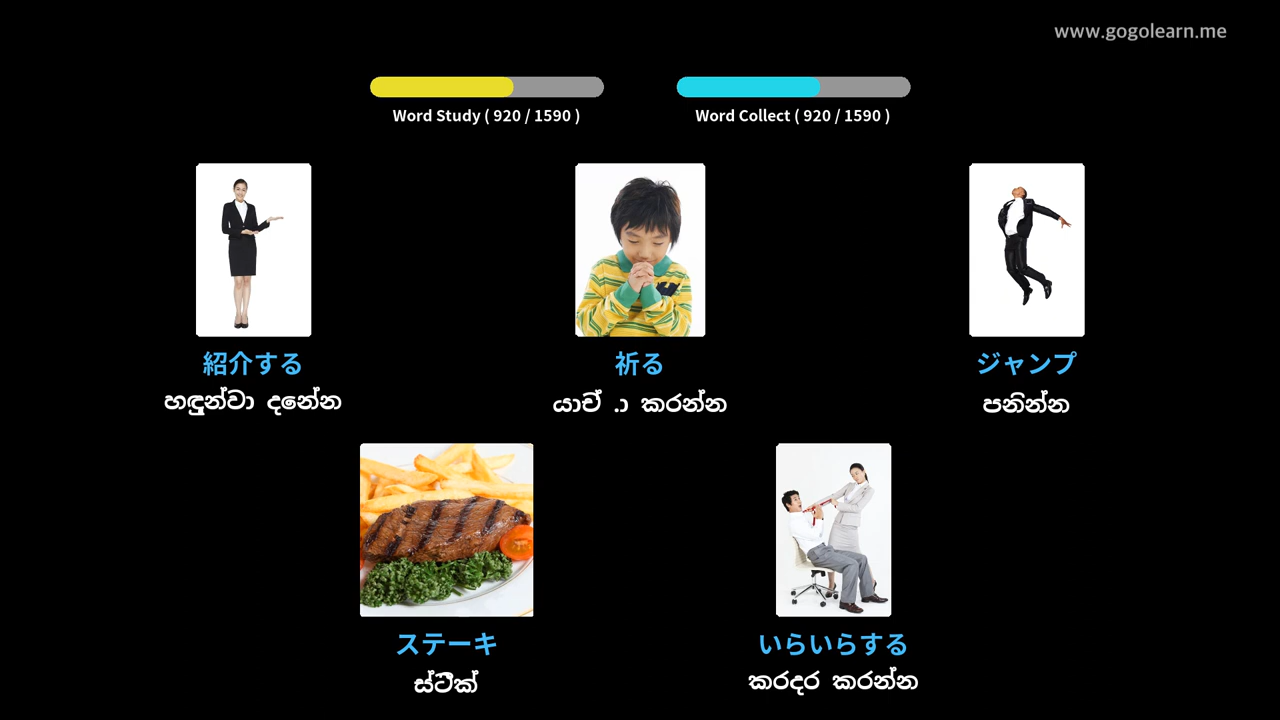 www.gogolearn.me
Word Study ( 920 / 1590 )
Word Collect ( 920 / 1590 )
紹介する
祈る
ジャンプ
හඳුන්වා දෙන්න
යාච් ා කරන්න
පනින්න
ステーキ
いらいらする
ස්ටීක්
කරදර කරන්න